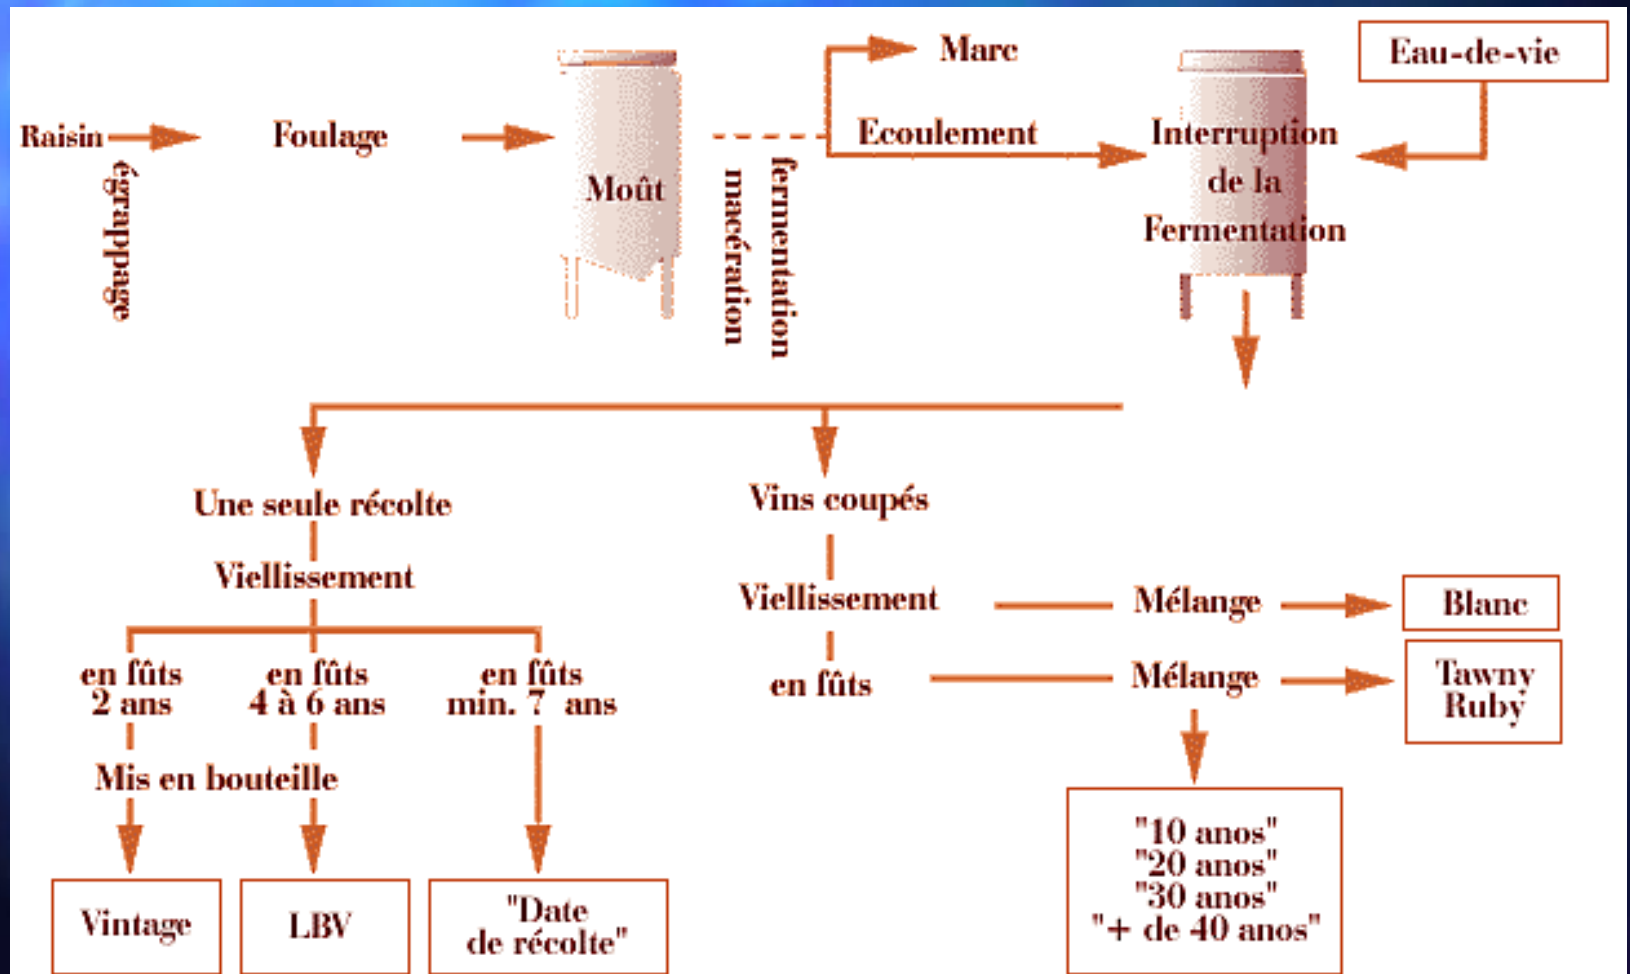 Marc
Eau-de-vie
Raisin
Foulage
Ecoulement
Interruption
de la
Fermentation
Moût
égrappage
macération
fermentation
Une seule récolte
Vins coupés
Viellissement
Viellissement
Mélange
Blanc
en fûts
2 ans
en fûts
4 à 6 ans
en fûts
min. 7 ans
en fûts
Mélange
Tawny
Ruby
Mis en bouteille
"10 anos"
"20 anos"
"30 anos"
"+ de 40 anos"
Vintage
LBV
"Date
de récolte"